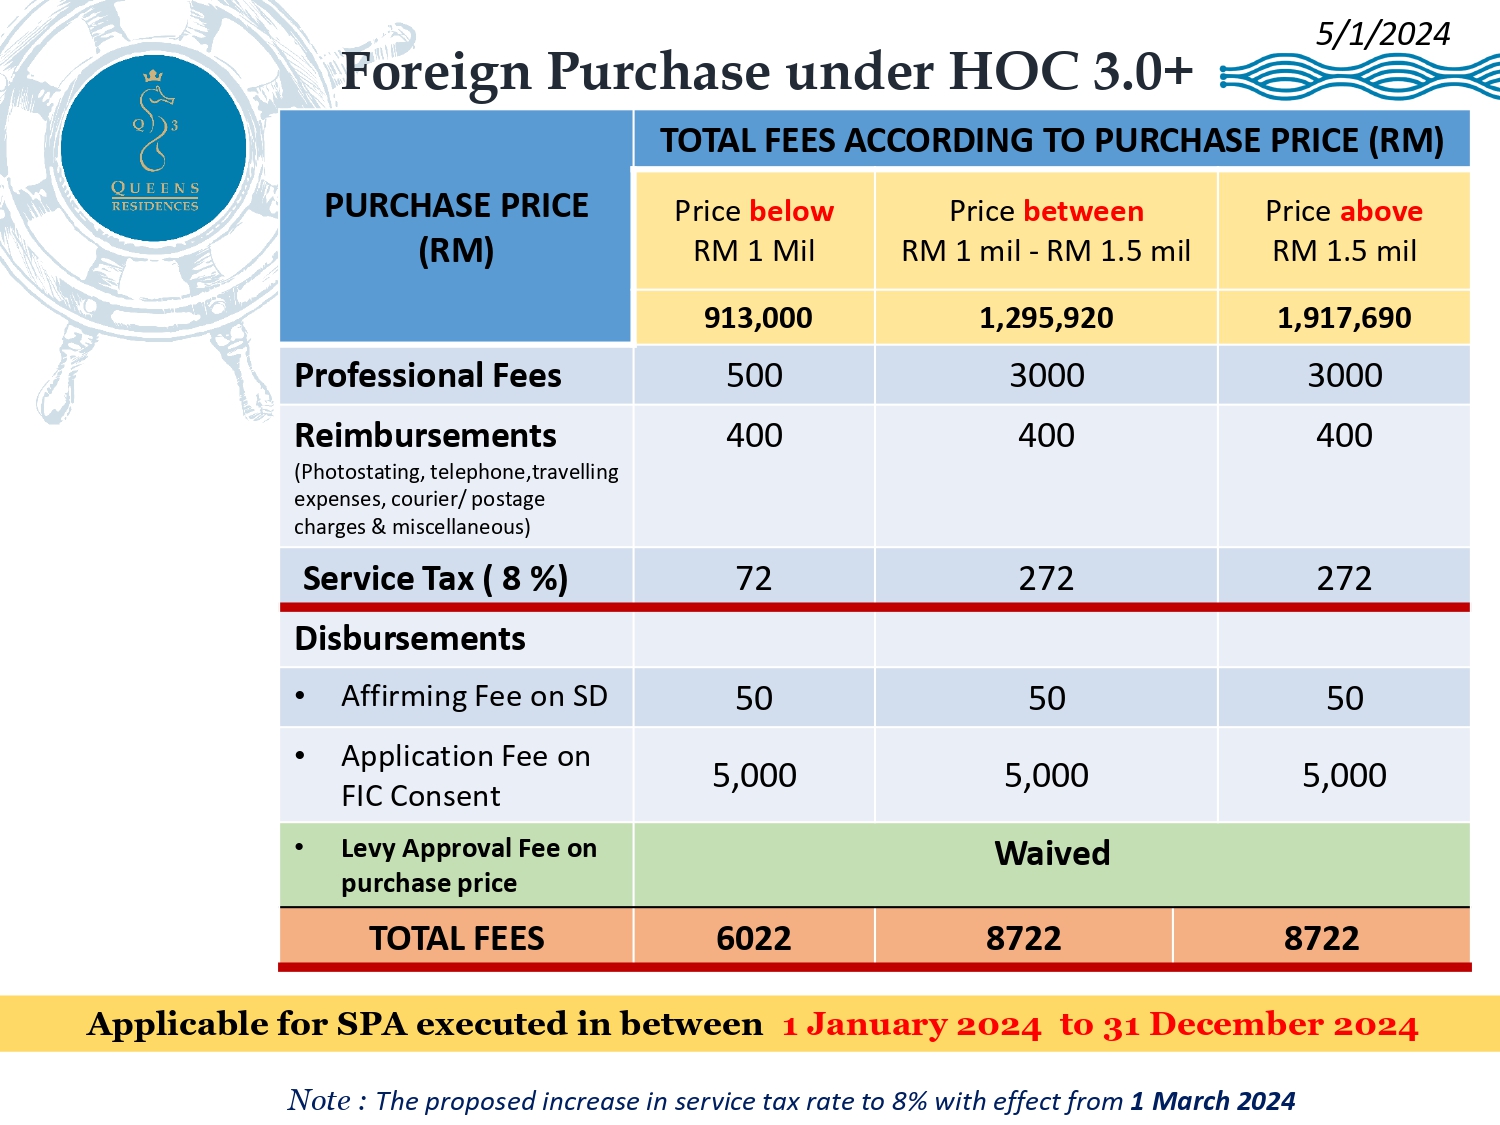 5/1/2024
Foreign Purchase under HOC 3.0+
Q 3
QUEENS
RESIDENCES
PURCHASE PRICE
(RM)
TOTAL FEES ACCORDING TO PURCHASE PRICE (RM)
Price below
RM 1 Mil
Price between
RM 1 mil - RM 1.5 mil
Price above
RM 1.5 mil
913,000 1,295,920 1,917,690
Professional Fees 500 3000 3000
Reimbursements 400 400 400
(Photostating, telephone,travelling
expenses, courier/ postage
charges & miscellaneous)
Service Tax ( 8 %) 72 272 272
Disbursements
• Affirming Fee on SD 50 50 50
• Application Fee on
FIC Consent
5,000 5,000 5,000
• Levy Approval Fee on
purchase price
Waived
TOTAL FEES 6022 8722 8722
Applicable for SPA executed in between 1 January 2024 to 31 December 2024
Note : The proposed increase in service tax rate to 8% with effect from 1 March 2024